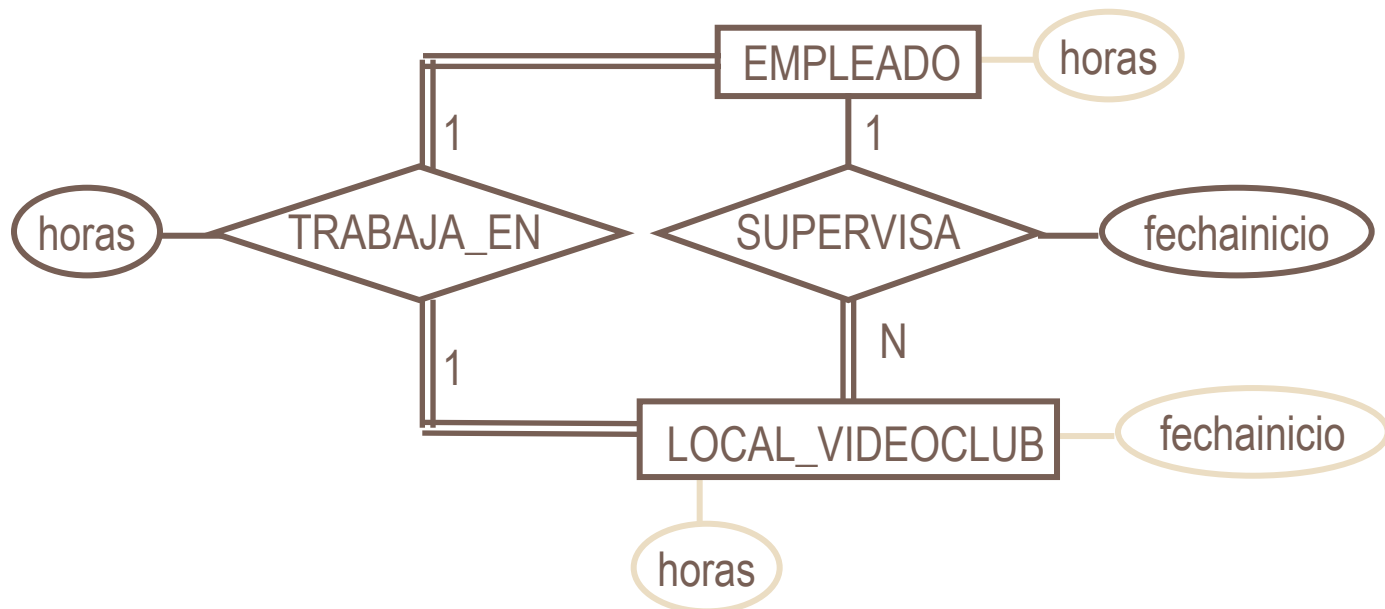 EMPLEADO
horas
1
1
horas
TRABAJA_EN
SUPERVISA
fechainicio
1
N
LOCAL_VIDEOCLUB
fechainicio
horas